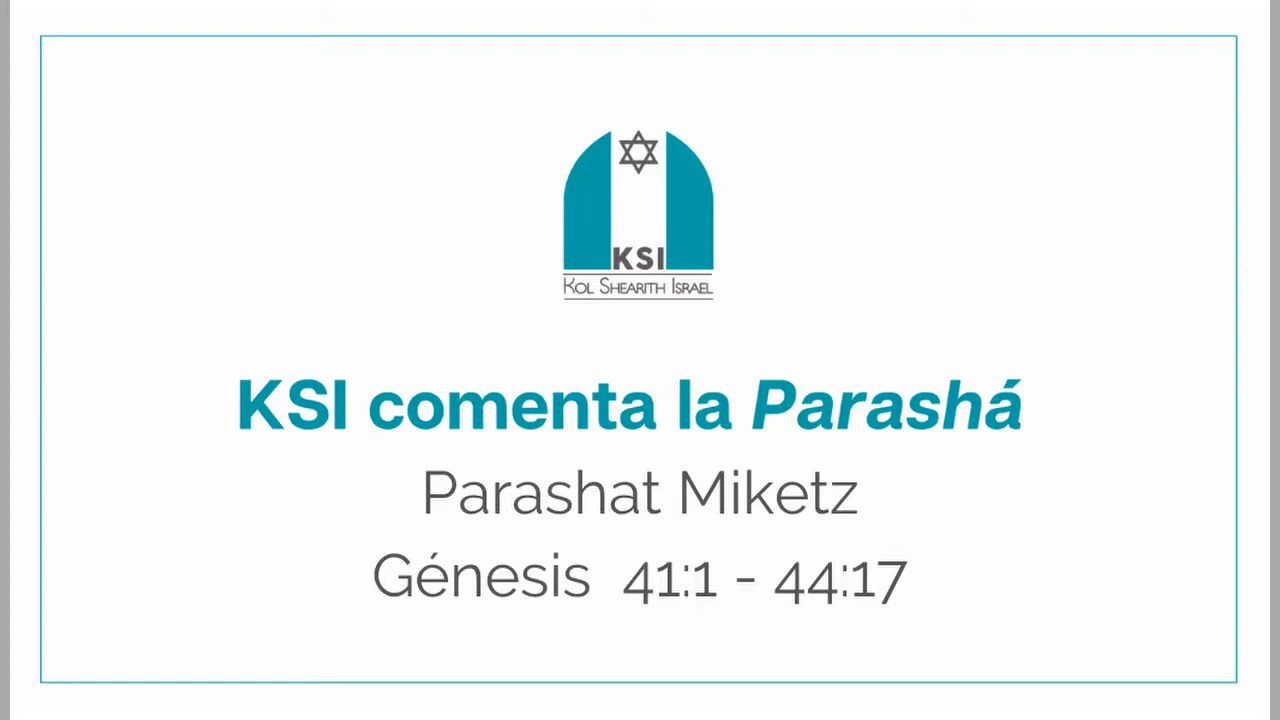 KSI
Kol Shearith Israel
KSI comenta la Parashá
Parashat Miketz
Génesis 41:1 - 44:17